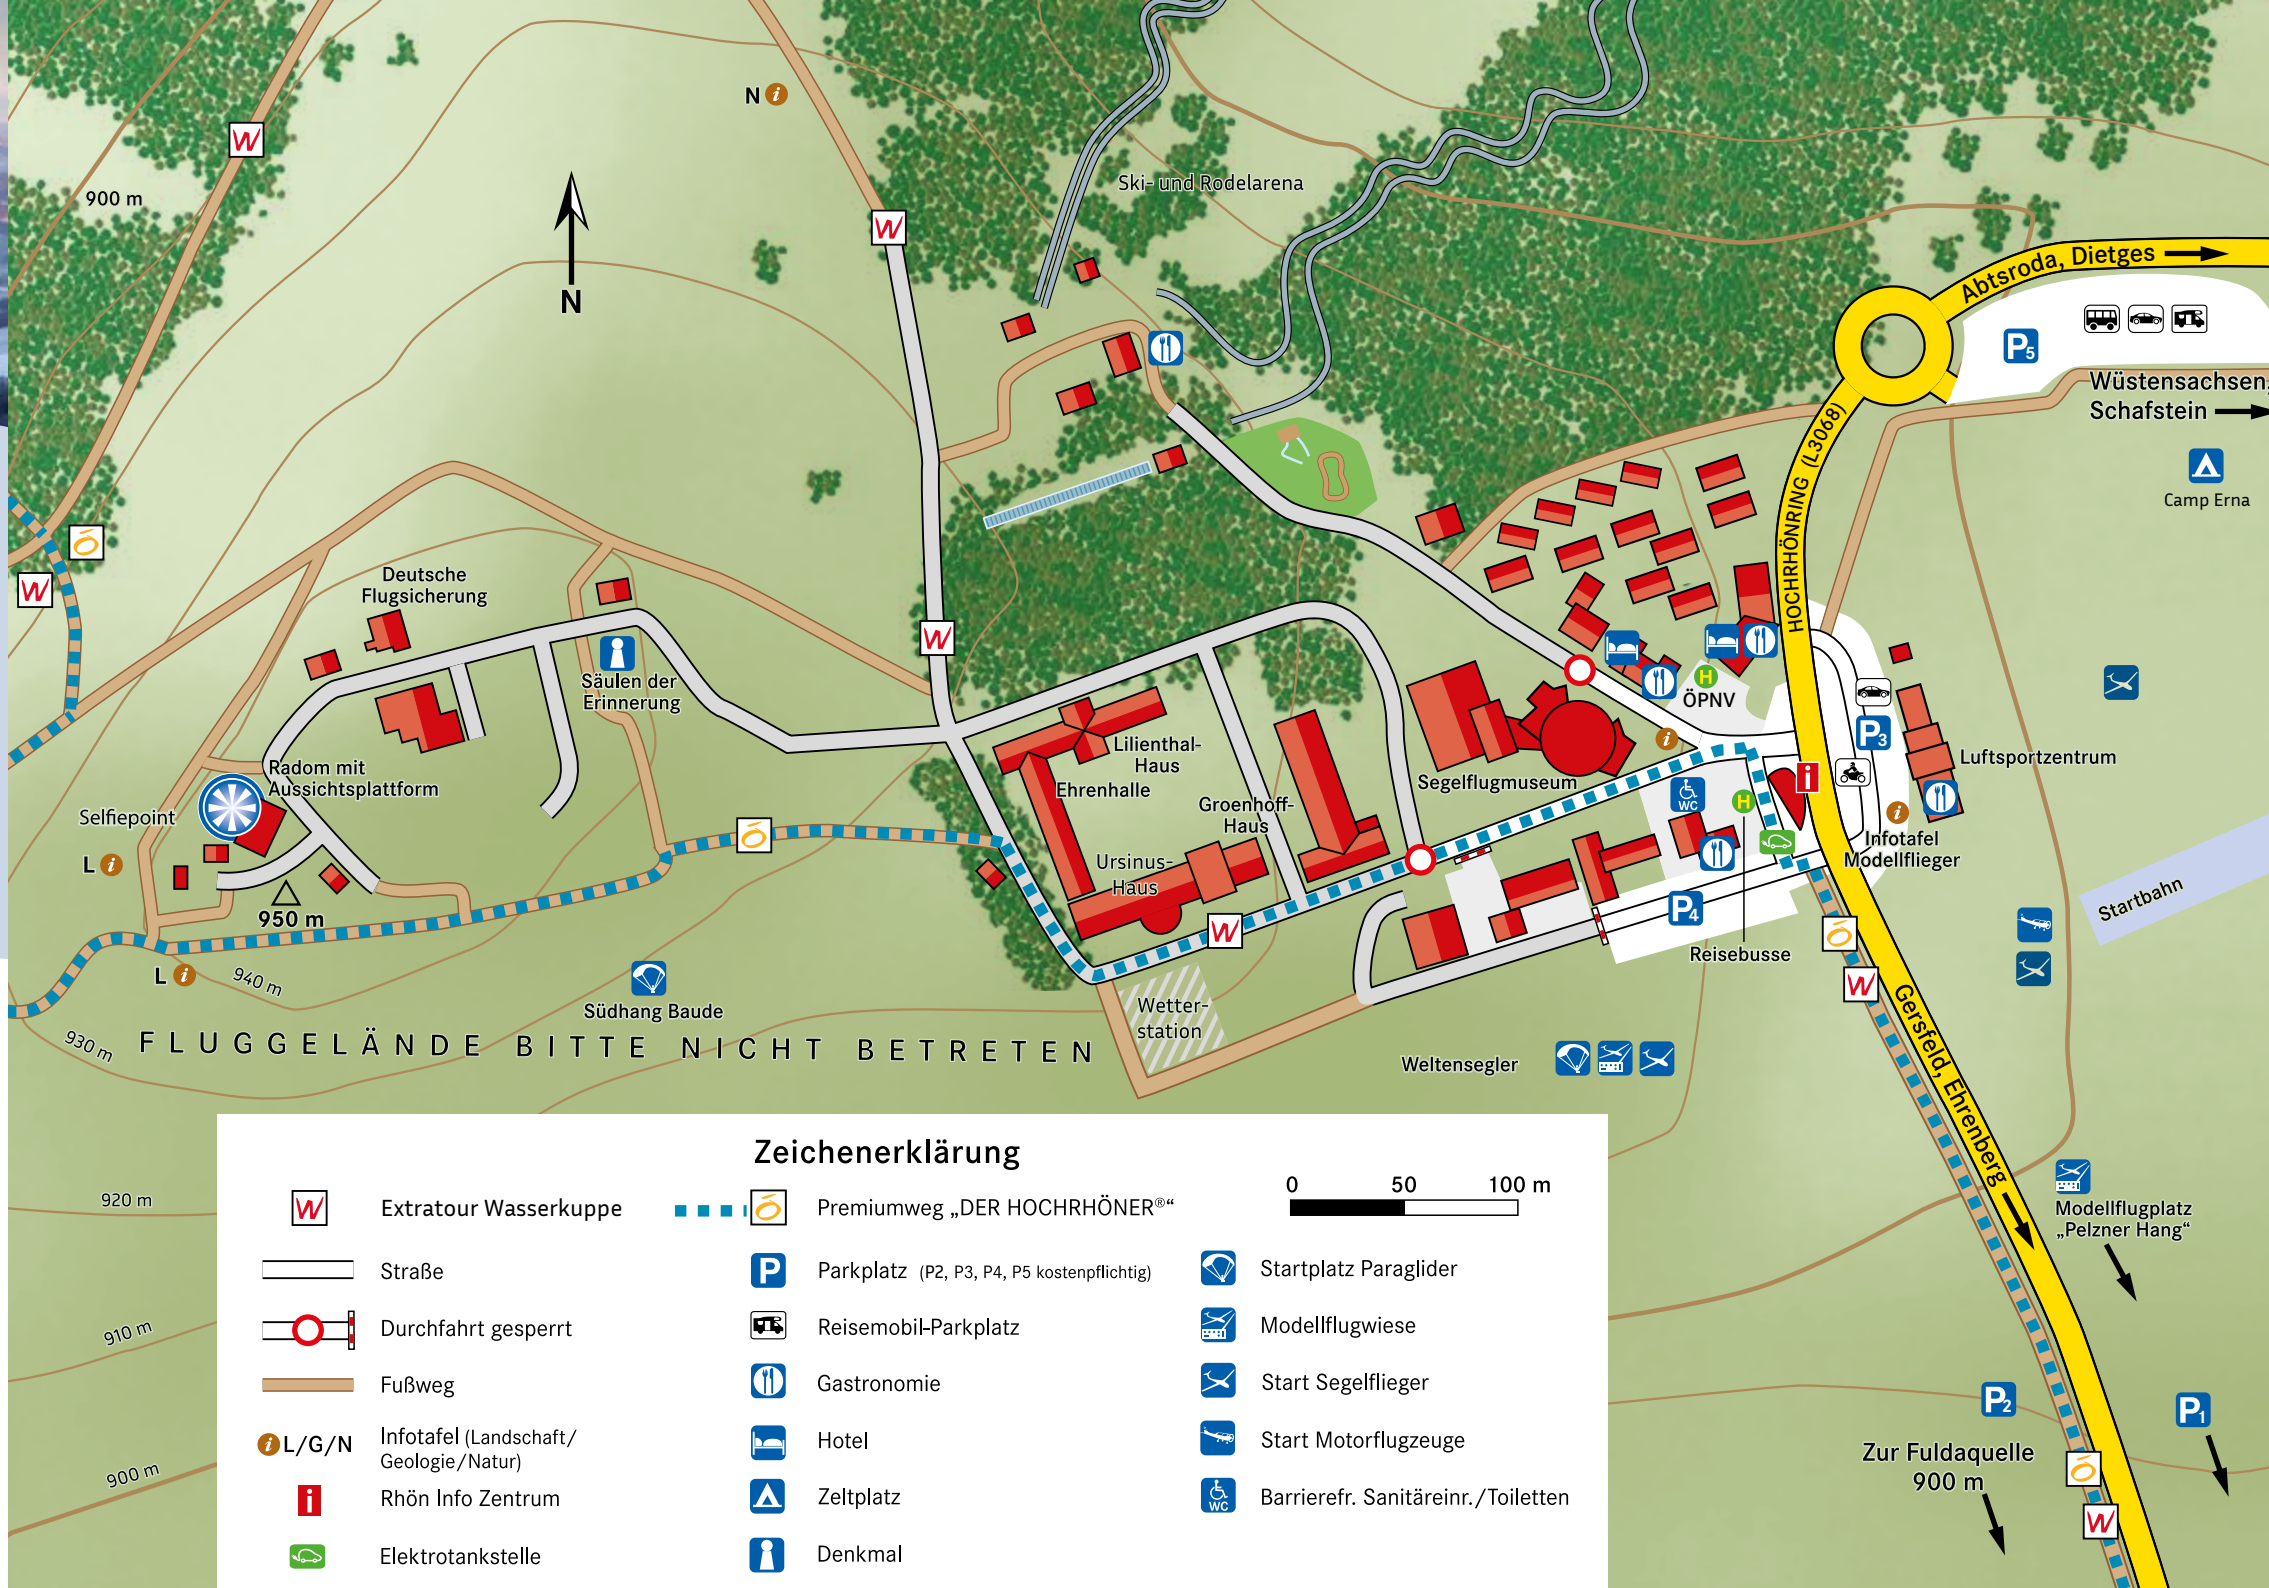 N i
W
900 m
Ski- und Rodelarena
W
N
Abtsroda, Dietges
P5
Wüstensachsen,
Schafstein
HOCHRHÖNRING (L3068)
Camp Erna
Ö
W
Deutsche
Flugsicherung
W
Säulen der
Erinnerung
H
ÖPNV
P3
Lilienthal-
Haus
Ehrenhalle
Radom mit
Aussichtsplattform
Selfiepoint
Segelflugmuseum
i
i
Luftsportzentrum
WC
H
Groenhoff-
Haus
i
Infotafel
Modellflieger
Ö
L i
Ursinus-
Haus
950 m
Startbahn
P4
W
Ö
Reisebusse
L i
940 m
W
Südhang Baude
Wetter-
station
930 m
FLUGGELÄNDE BITTE NICHT BETRETEN
Weltensegler
Gersfeld, Ehrenberg
Zeichenerklärung
W Extratour Wasserkuppe
Ö Premiumweg „DER HOCHRHÖNER®“
0 50 100 m
Straße
P Parkplatz (P2, P3, P4, P5 kostenpflichtig)
Startplatz Paraglider
Durchfahrt gesperrt
Reisemobil-Parkplatz
Modellflugwiese
Fußweg
Gastronomie
Start Segelflieger
i L/G/N Infotafel (Landschaft/
Geologie/Natur)
Hotel
Start Motorflugzeuge
i Rhön Info Zentrum
Zeltplatz
WC Barrierefr. Sanitäreinr./Toiletten
Elektrotankstelle
Denkmal
920 m
910 m
900 m
Modellflugplatz
„Pelzner Hang“
P2
P1
Zur Fuldaquelle
900 m
Ö
W